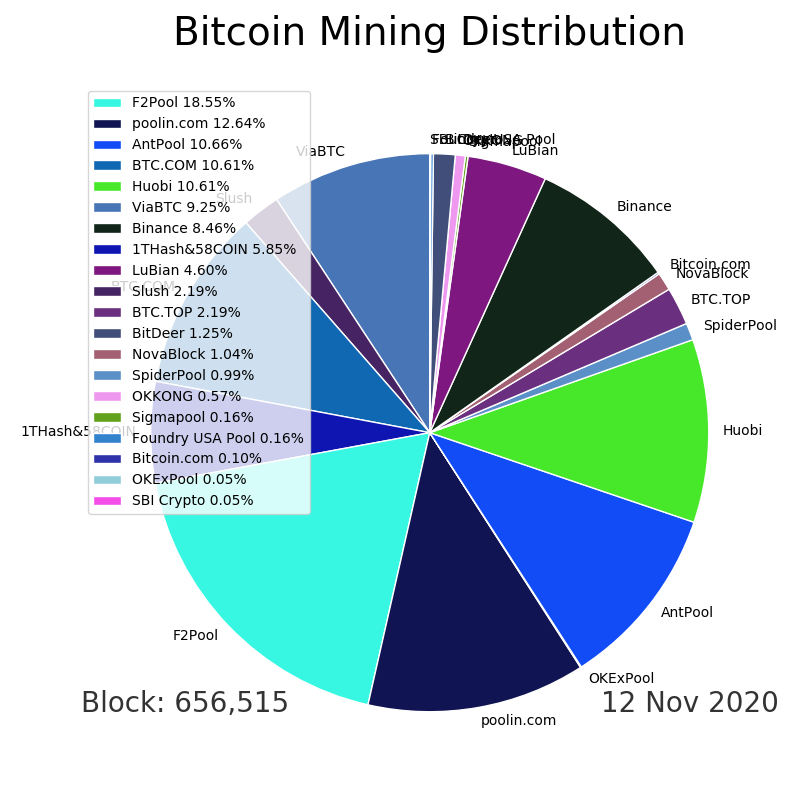 Bitcoin Mining Distribution
F2Pool 18.55%
poolin.com 12.64%
AntPool 10.66%
BTC.COM 10.61%
Huobi 10.61%
ViaBTC 9.25%
Binance 8.46%
1THash&58COIN 5.85%
LuBian 4.60%
Slush 2.19%
BTC.TOP 2.19%
BitDeer 1.25%
NovaBlock 1.04%
SpiderPool 0.99%
OKKONG 0.57%
Sigmapool 0.16%
Foundry USA Pool 0.16%
Bitcoin.com 0.10%
OKExPool 0.05%
SBI Crypto 0.05%
ViaBTC
Slush
BTC.COM
1THash&58COIN
F2Pool
poolin.com
OKExPool
AntPool
Huobi
SpiderPool
BTC.TOP
NovaBlock
Bitcoin.com
Binance
LuBian
Sigmapool
Block: 656,515
12 Nov 2020